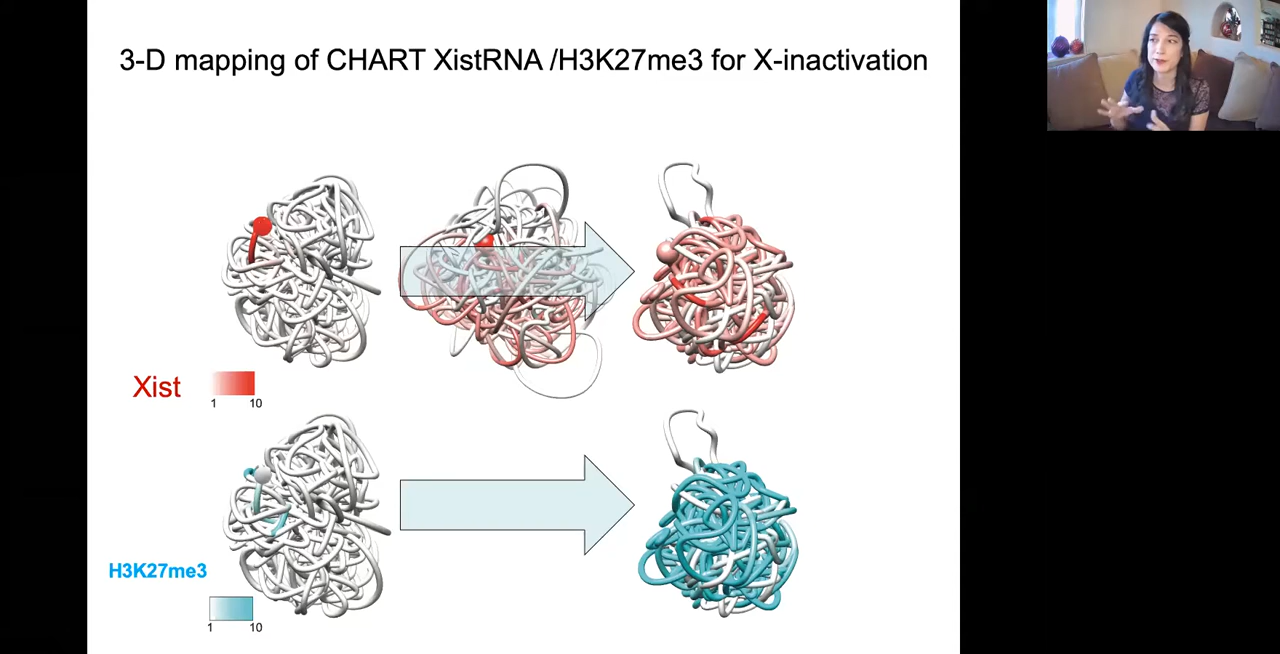 3-D mapping of CHART XistRNA /H3K27me3 for X-inactivation
Xist
1 10
H3K27me3
1 10